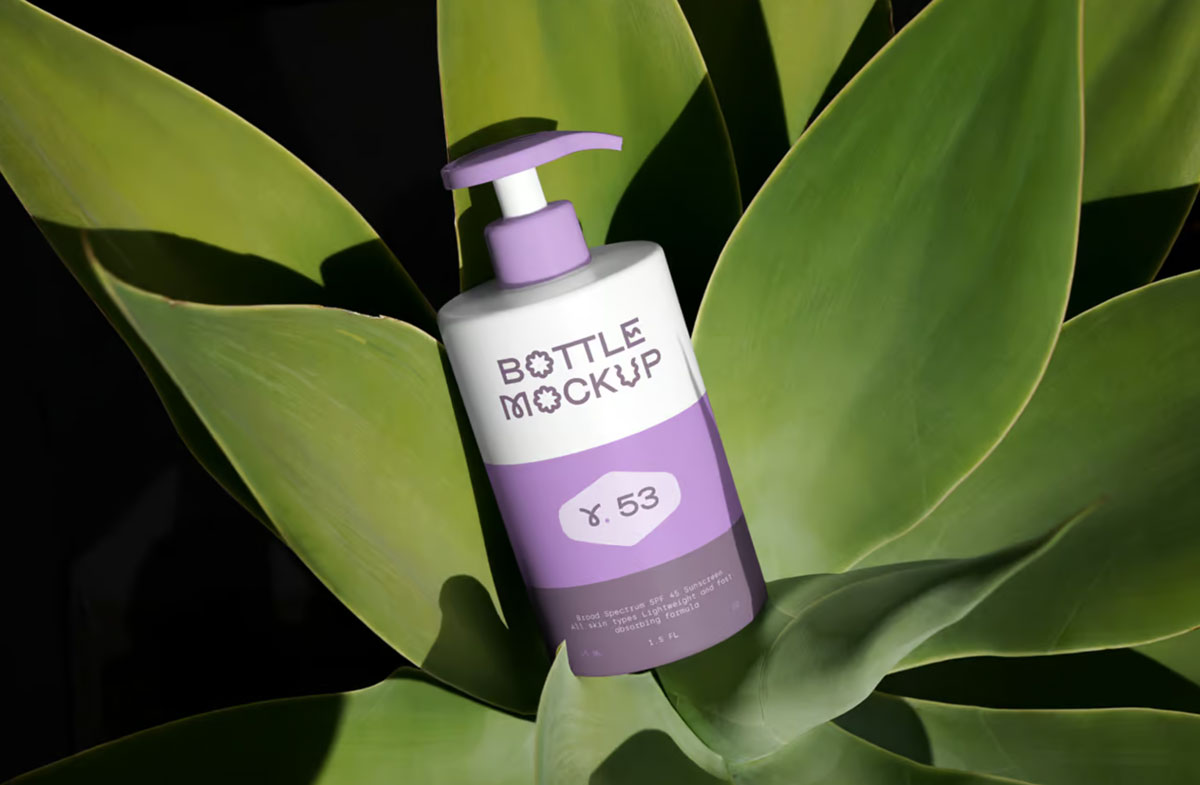 BOTTLE
MOCKUP
r. 53
Broad Spectrum SPF 45 Sunscreen
All skin types Lightweight and fast
absorbing formula
1.5 FL